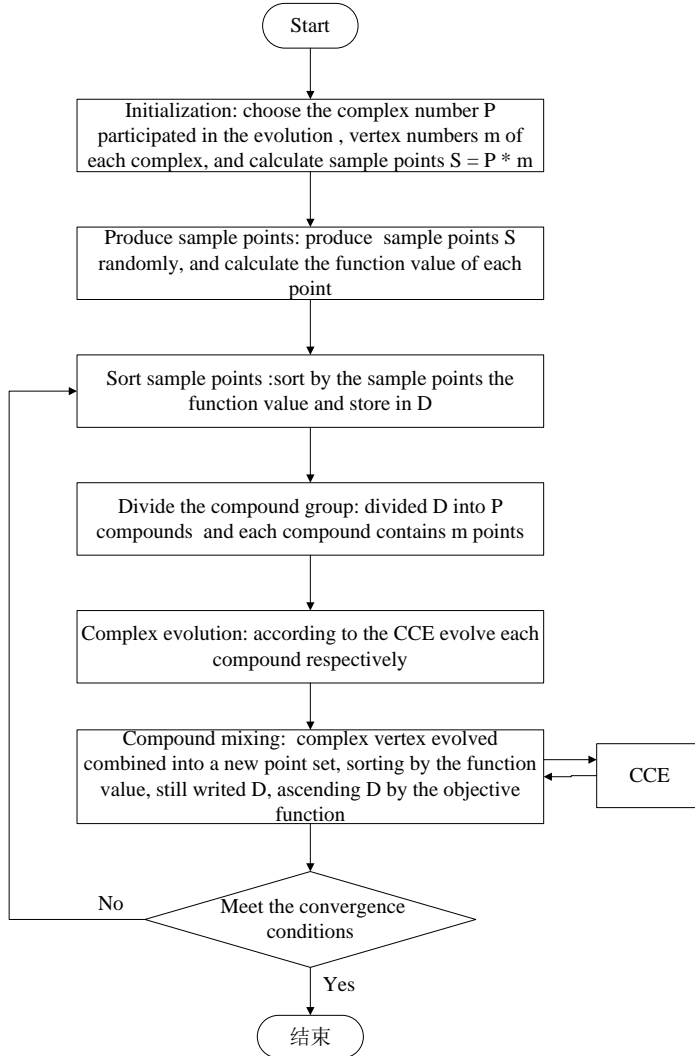 Start
Initialization: choose the complex number P
participated in the evolution , vertex numbers m of
each complex, and calculate sample points S = P * m
Produce sample points: produce  sample points S
randomly, and calculate the function value of each
point
Sort sample points :sort by the sample points the
function value and store in D
Divide the compound group: divided D into P
compounds  and each compound contains m points
Complex evolution: according to the CCE evolve each
compound respectively
Compound mixing:  complex vertex evolved
combined into a new point set, sorting by the function
value, still writed D, ascending D by the objective
function
CCE
No
Meet the convergence
conditions
Yes
结束